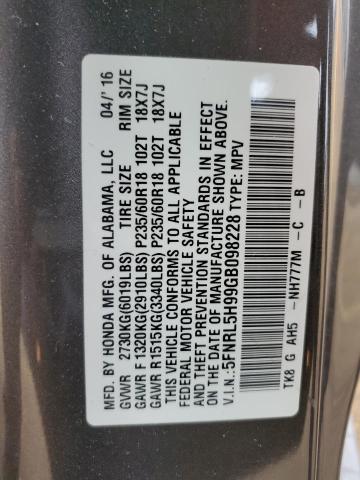 MFD. BY HONDA MFG. OF ALABAMA, LLC 04/'16
GVWR 2730KG(6019LBS) TIRE SIZE RIM SIZE
GAWR F 1320KG(2910LBS) P235/60R18 102T 18X7J
GAWR R1515KG(3340LBS) P235/60R18 102T 18X7J
THIS VEHICLE CONFORMS TO ALL APPLICABLE
FEDERAL MOTOR VEHICLE SAFETY
AND THEFT PREVENTION STANDARDS IN EFFECT
ON THE DATE OF MANUFACTURE SHOWN ABOVE.
V.I.N.:5FNRL5H99GB098228 TYPE: MPV
TK8 G AH5 -NH777M -C -B